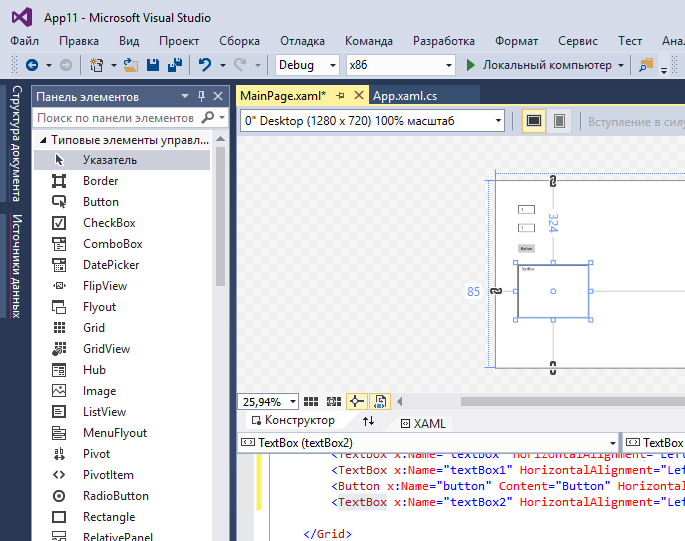 App11 - Microsoft Visual Studio
Файл Правка Вид Проект Сборка Отладка Команда Разработка Формат Сервис Тест Анал
Debug x86 Локальный компьютер
Структура документа
Источники данных
Панель элементов
Поиск по панели элементов
Типовые элементы управл...
Указатель
Border
Button
CheckBox
ComboBox
DatePicker
FlipView
Flyout
Grid
GridView
Hub
Image
ListView
MenuFlyout
Pivot
PivotItem
RadioButton
Rectangle
RelativePanel
MainPage.xaml* App.xaml.cs
0" Desktop (1280 x 720) 100% масштаб
Вступление в силу
324
Button
TextBox
85
25,94%
Конструктор XAML
TextBox (textBox2) TextBox
<TextBox x:Name="textBox" HorizontalAlignment="Left
<TextBox x:Name="textBox1" HorizontalAlignment="Lef
<Button x:Name="button" Content="Button" Horizontal
<TextBox x:Name="textBox2" HorizontalAlignment="Lef
</Grid>